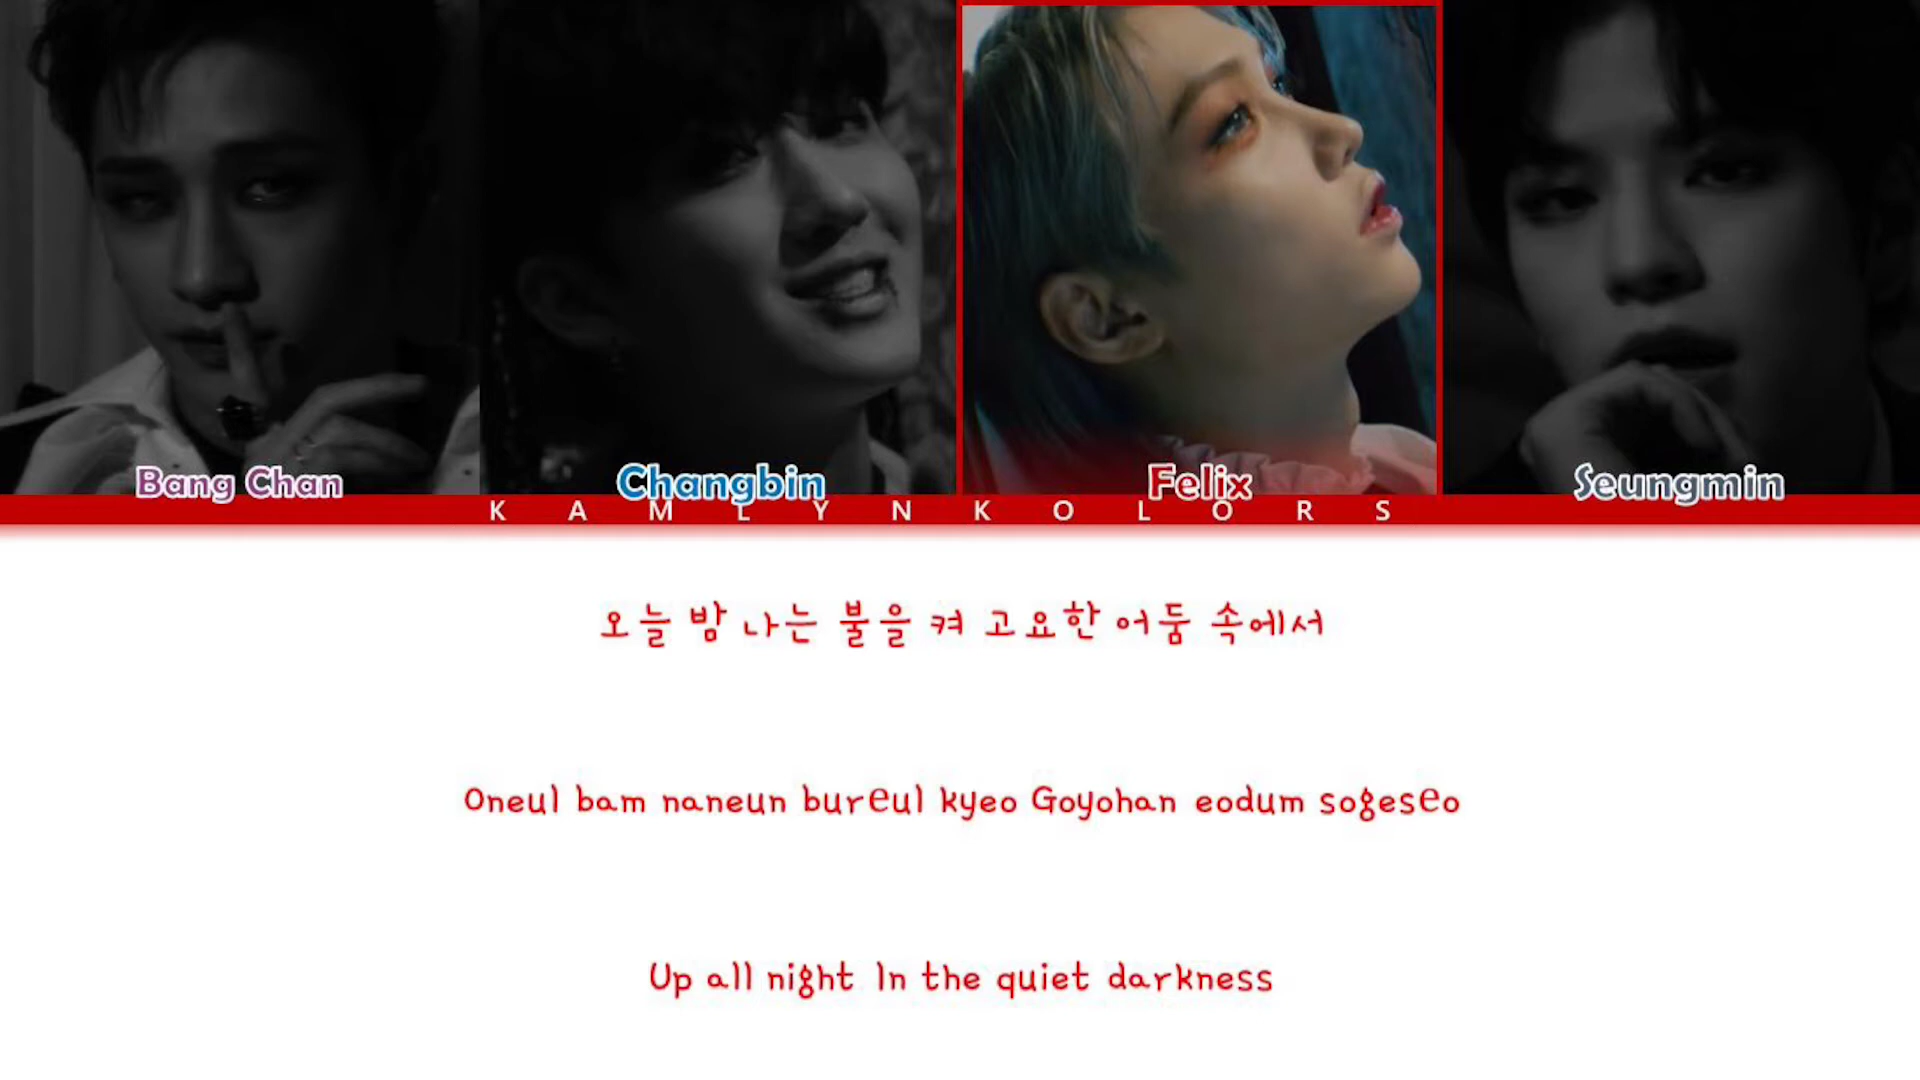 Bang Chan Changbin Felix Seungmin
KAMLYNKOLORS
오늘 밤 나는 불을 켜 고요한 어둠 속에서
Oneul bam naneun bureul kyeo Goyohan eodum sogeseo
Up all night In the quiet darkness